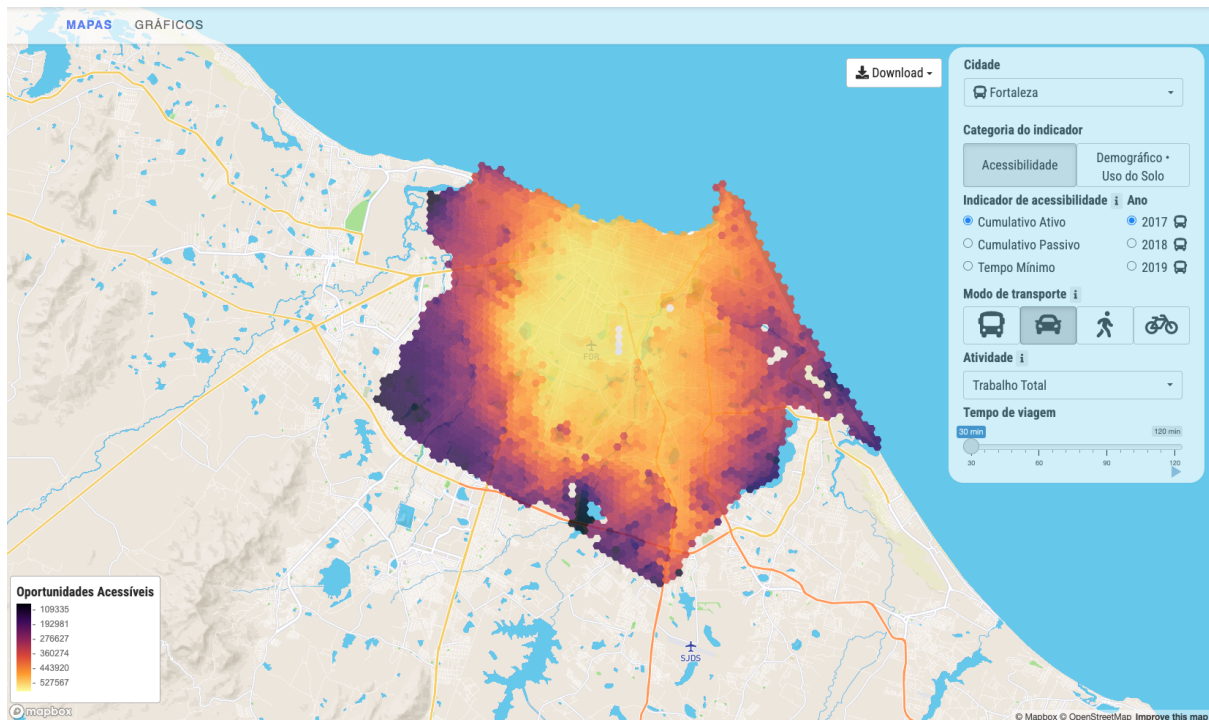 MAPAS GRÁFICOS
Download
Cidade
Fortaleza
Categoria do indicador
Acessibilidade
Demográfico •
Uso do Solo
Indicador de acessibilidade i Ano
Cumulativo Ativo 2017
Cumulativo Passivo 2018
Tempo Mínimo 2019
Modo de transporte i
Atividade i
Trabalho Total
Tempo de viagem
30 min 120 min
30 60 90 120
FOR
SJDS
Oportunidades Acessíveis
109335
192981
276627
360274
443920
527567
mapbox
© Mapbox © OpenStreetMap Improve this map